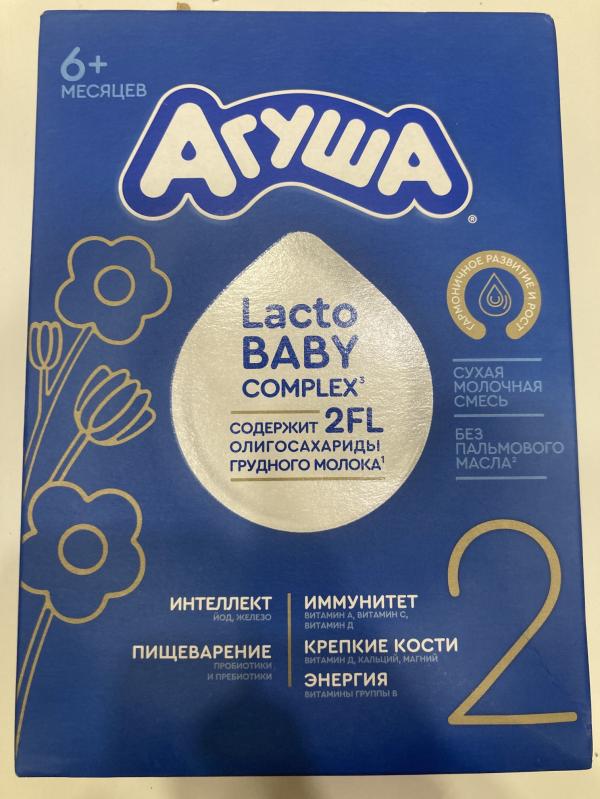 6+
МЕСЯЦЕВ
АГУША
®
ГАРМОНИЧНОЕ РАЗВИТИЕ И РОСТ
Lacto
BABY
COMPLEX³
СОДЕРЖИТ 2FL
ОЛИГОСАХАРИДЫ
ГРУДНОГО МОЛОКА¹
СУХАЯ
МОЛОЧНАЯ
СМЕСЬ
БЕЗ
ПАЛЬМОВОГО
МАСЛА²
ИНТЕЛЛЕКТ
ЙОД, ЖЕЛЕЗО
ПИЩЕВАРЕНИЕ
ПРОБИОТИКИ
И ПРЕБИОТИКИ
ИММУНИТЕТ
ВИТАМИН А, ВИТАМИН С,
ВИТАМИН Д
КРЕПКИЕ КОСТИ
ВИТАМИН Д, КАЛЬЦИЙ, МАГНИЙ
ЭНЕРГИЯ
ВИТАМИНЫ ГРУППЫ В
2